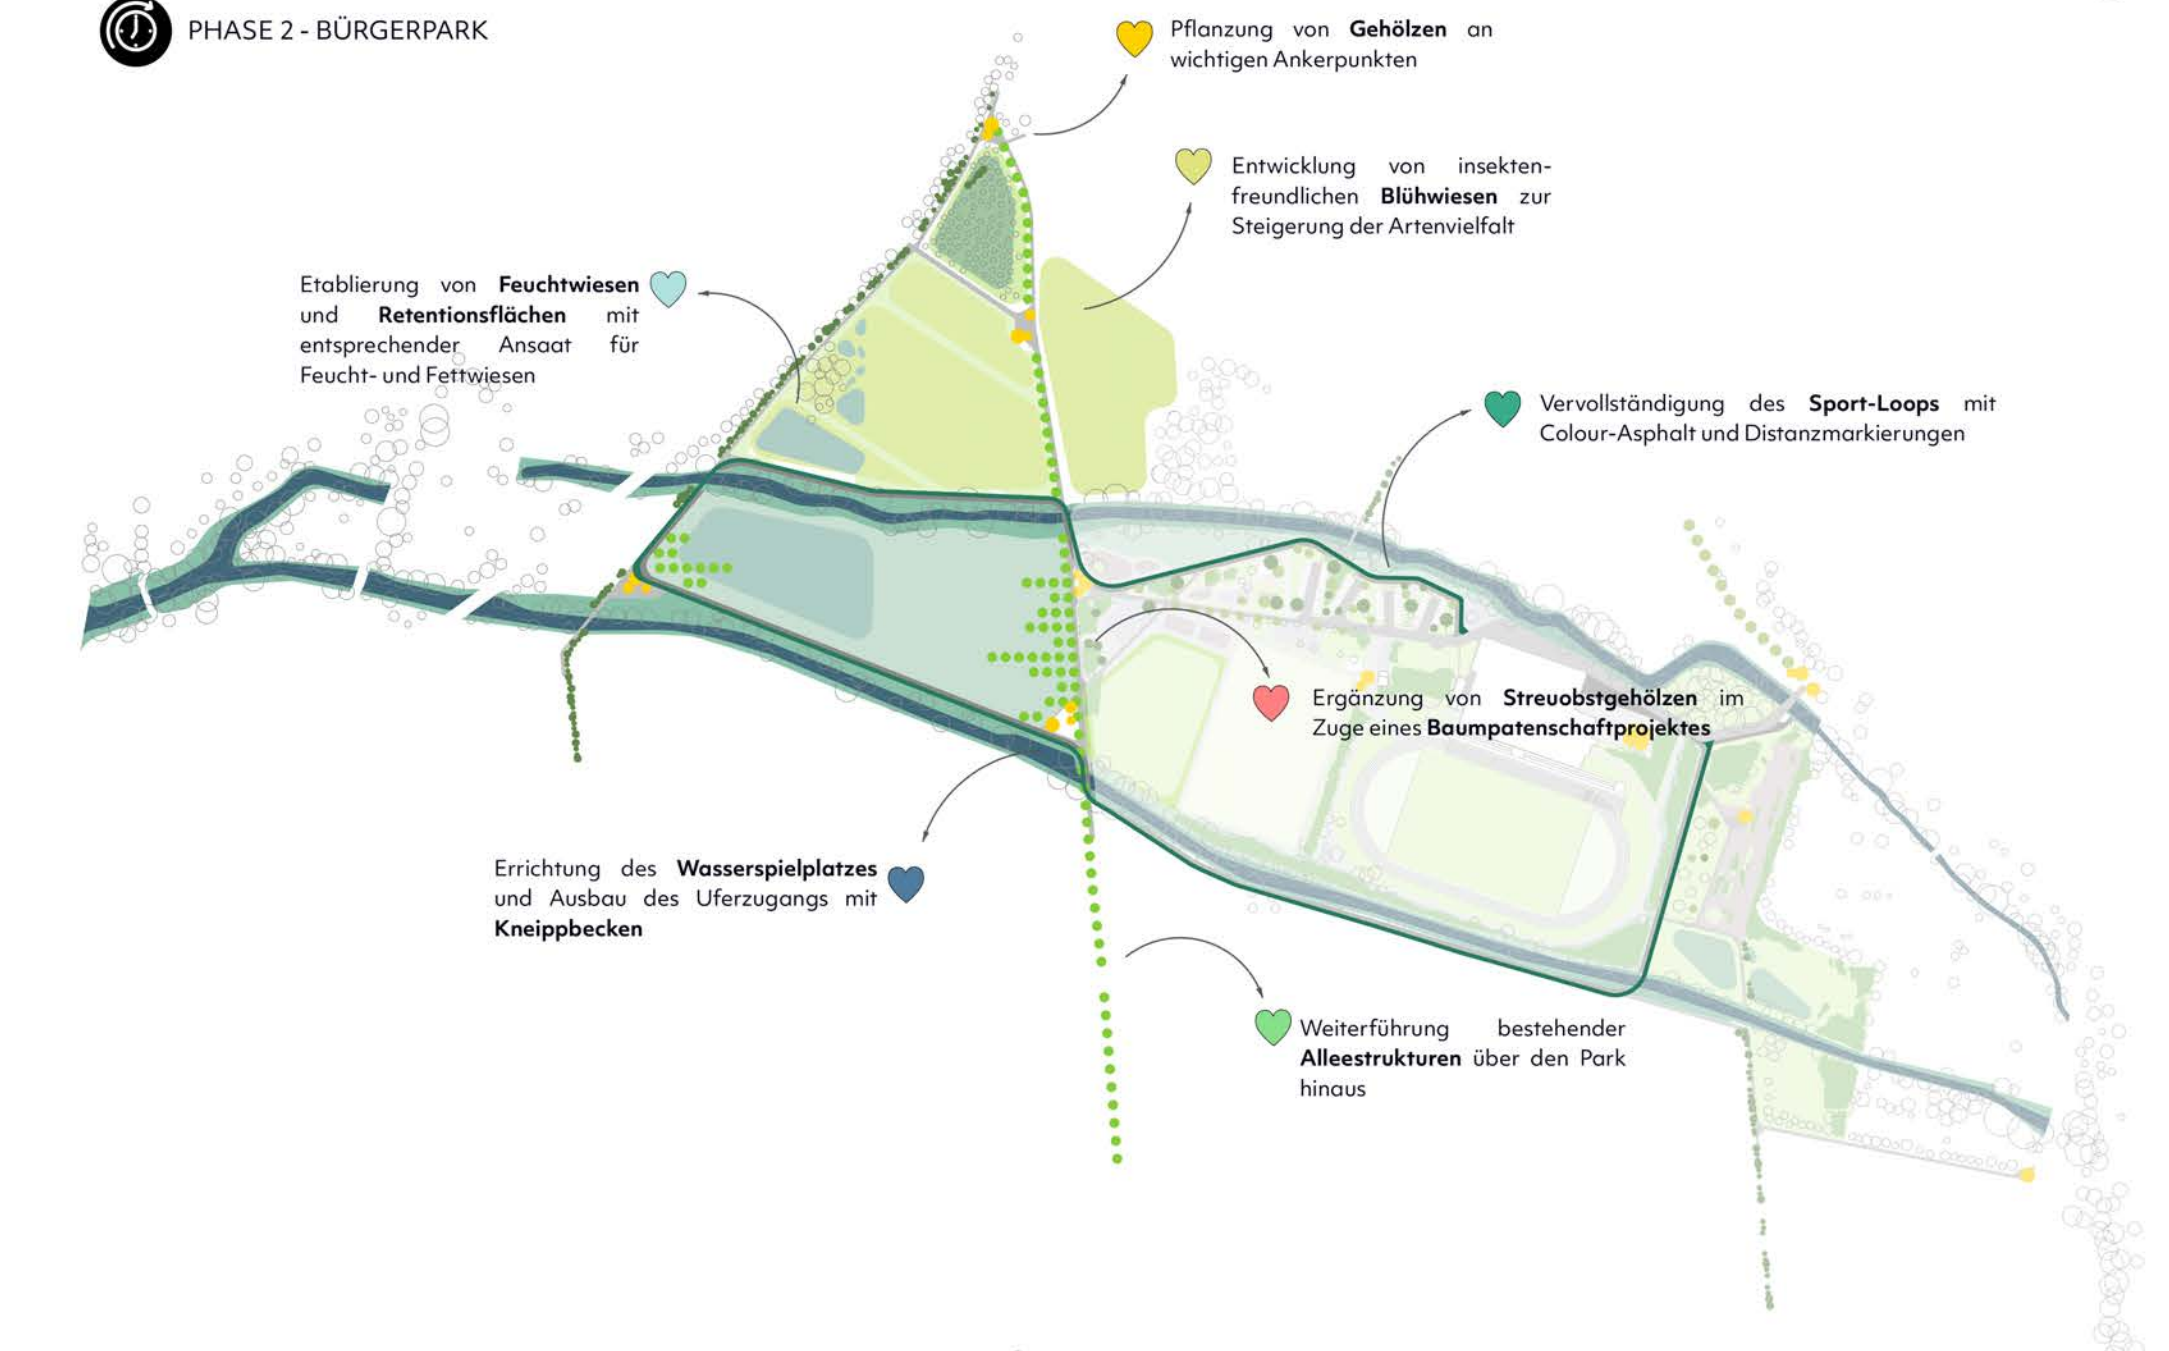 PHASE 2 - BÜRGERPARK
Pflanzung von Gehölzen an
wichtigen Ankerpunkten
Entwicklung von insekten-
freundlichen Blühwiesen zur
Steigerung der Artenvielfalt
Etablierung von Feuchtwiesen
und Retentionsflächen mit
entsprechender Ansaat für
Feucht- und Fettwiesen
Vervollständigung des Sport-Loops mit
Colour-Asphalt und Distanzmarkierungen
Ergänzung von Streuobstgehölzen im
Zuge eines Baumpatenschaftprojektes
Errichtung des Wasserspielplatzes
und Ausbau des Uferzugangs mit
Kneippbecken
Weiterführung bestehender
Alleestrukturen über den Park
hinaus